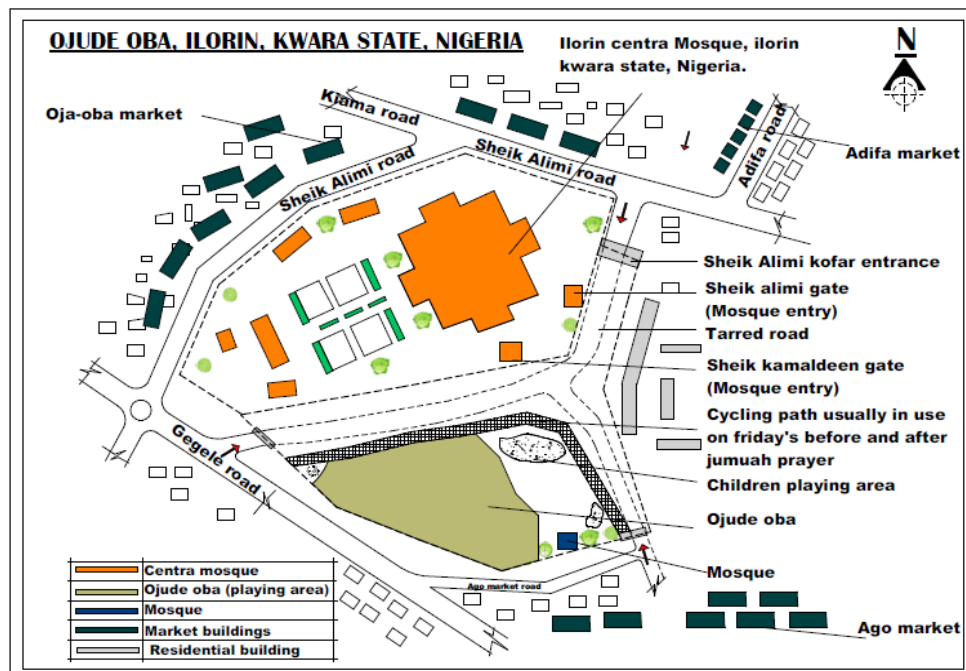 OJUDE OBA, ILORIN, KWARA STATE, NIGERIA
Ilorin centra Mosque, ilorin
kwara state, Nigeria.
N
Oja-oba market
Kiama road
Sheik Alimi road
Sheik Alimi road
Adifa road
Adifa market
Sheik Alimi kofar entrance
Sheik alimi gate
(Mosque entry)
Tarred road
Sheik kamaldeen gate
(Mosque entry)
Cycling path usually in use
on friday's before and after
jumuah prayer
Children playing area
Ojude oba
Gegele road
Mosque
Ago market road
Ago market
Centra mosque
Ojude oba (playing area)
Mosque
Market buildings
Residential building